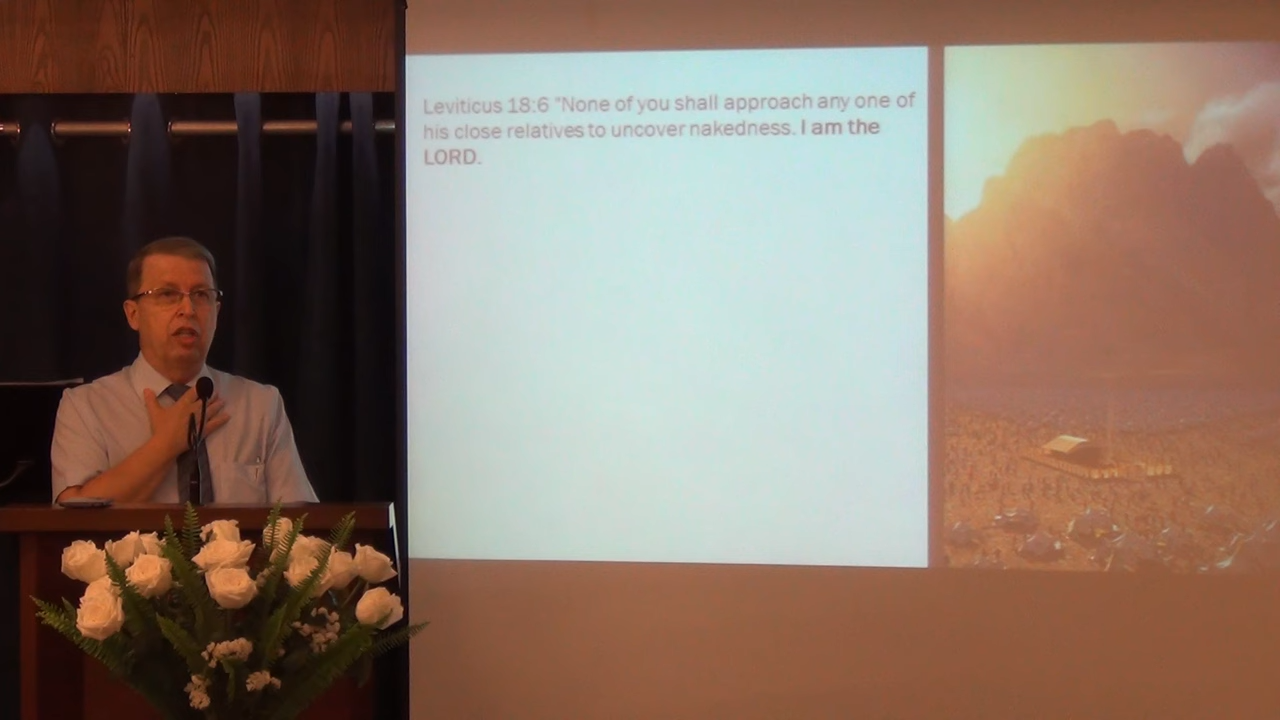 Leviticus 18:6 "None of you shall approach any one of
his close relatives to uncover nakedness. I am the
LORD.